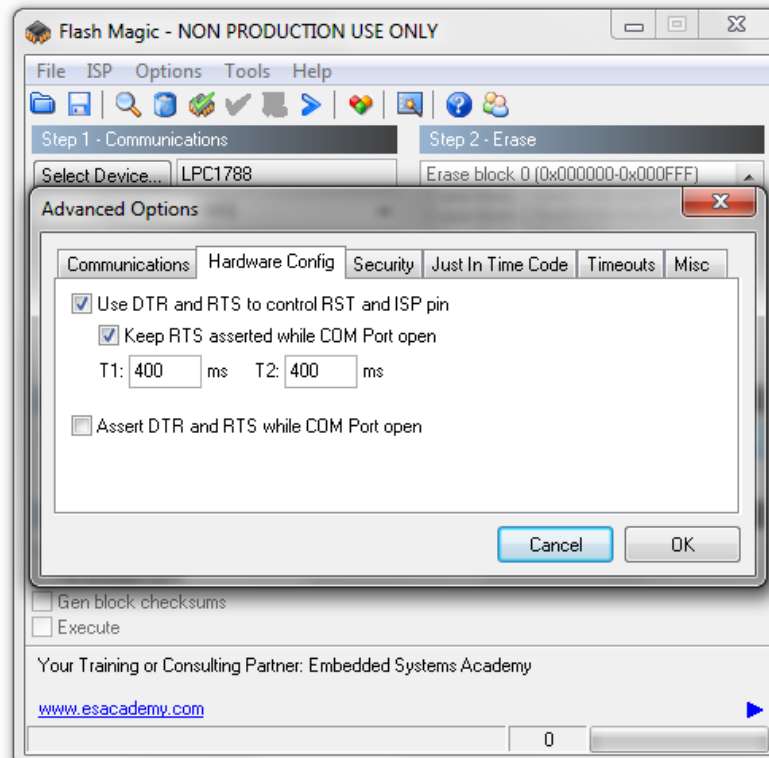 Flash Magic - NON PRODUCTION USE ONLY
File ISP Options Tools Help
Step 1 - Communications
Step 2 - Erase
Select Device... LPC1788
Erase block 0 (0x000000-0x000FFF)
Advanced Options
Communications Hardware Config Security Just In Time Code Timeouts Misc
Use DTR and RTS to control RST and ISP pin
Keep RTS asserted while COM Port open
T1: 400 ms T2: 400 ms
Assert DTR and RTS while COM Port open
Cancel OK
Gen block checksums
Execute
Your Training or Consulting Partner: Embedded Systems Academy
www.esacademy.com
0